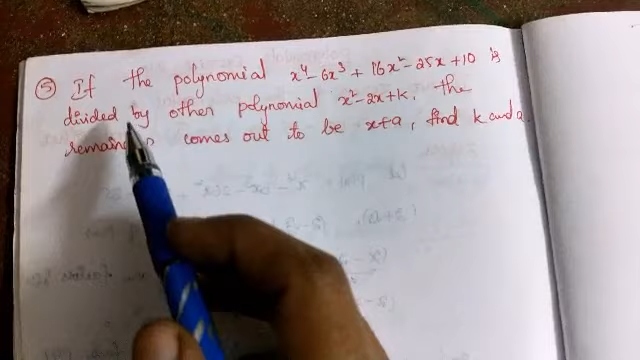 ⑤ If the polynomial x⁴-6x³+16x²-25x+10 is
divided by other polynomial x²-2x+k, the
comes out to be x+a, find k and a.